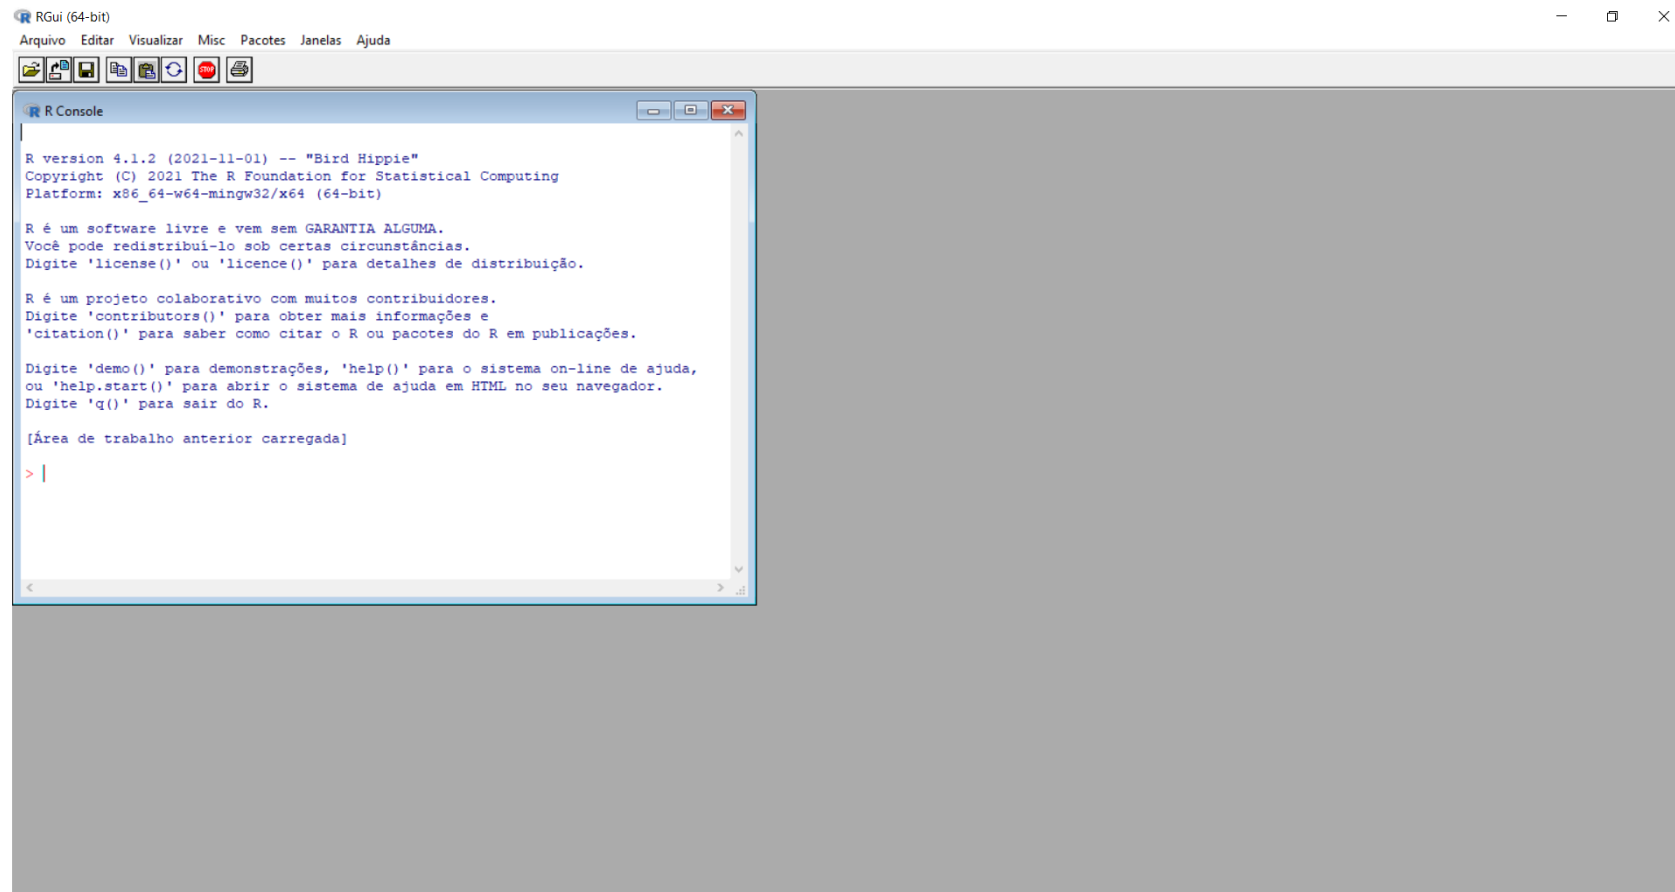 RGui (64-bit)
Arquivo Editar Visualizar Misc Pacotes Janelas Ajuda
STOP
R Console
R version 4.1.2 (2021-11-01) -- "Bird Hippie"
Copyright (C) 2021 The R Foundation for Statistical Computing
Platform: x86_64-w64-mingw32/x64 (64-bit)
R é um software livre e vem sem GARANTIA ALGUMA.
Você pode redistribuí-lo sob certas circunstâncias.
Digite 'license()' ou 'licence()' para detalhes de distribuição.
R é um projeto colaborativo com muitos contribuidores.
Digite 'contributors()' para obter mais informações e
'citation()' para saber como citar o R ou pacotes do R em publicações.
Digite 'demo()' para demonstrações, 'help()' para o sistema on-line de ajuda,
ou 'help.start()' para abrir o sistema de ajuda em HTML no seu navegador.
Digite 'q()' para sair do R.
[Área de trabalho anterior carregada]
>